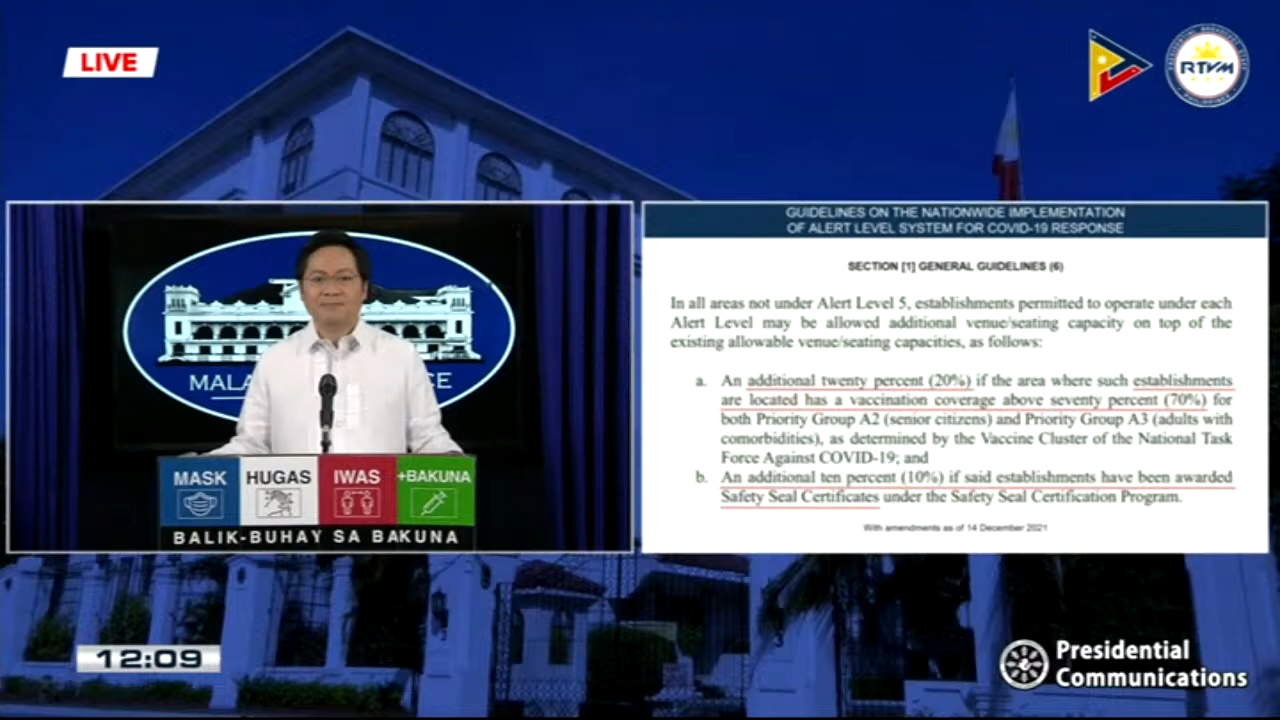 LIVE
RTVM
GUIDELINES ON THE NATIONWIDE IMPLEMENTATION
OF ALERT LEVEL SYSTEM FOR COVID-19 RESPONSE
SECTION [1] GENERAL GUIDELINES (6)
In all areas not under Alert Level 5, establishments permitted to operate under each
Alert Level may be allowed additional venue/seating capacity on top of the
existing allowable venue/seating capacities, as follows:
a. An additional twenty percent (20%) if the area where such establishments
are located has a vaccination coverage above seventy percent (70%) for
both Priority Group A2 (senior citizens) and Priority Group A3 (adults with
comorbidities), as determined by the Vaccine Cluster of the National Task
Force Against COVID-19; and
b. An additional ten percent (10%) if said establishments have been awarded
Safety Seal Certificates under the Safety Seal Certification Program.
With amendments as of 14 December 2021
MALA CE
MASK HUGAS IWAS +BAKUNA
BALIK-BUHAY SA BAKUNA
12:09
Presidential
Communications